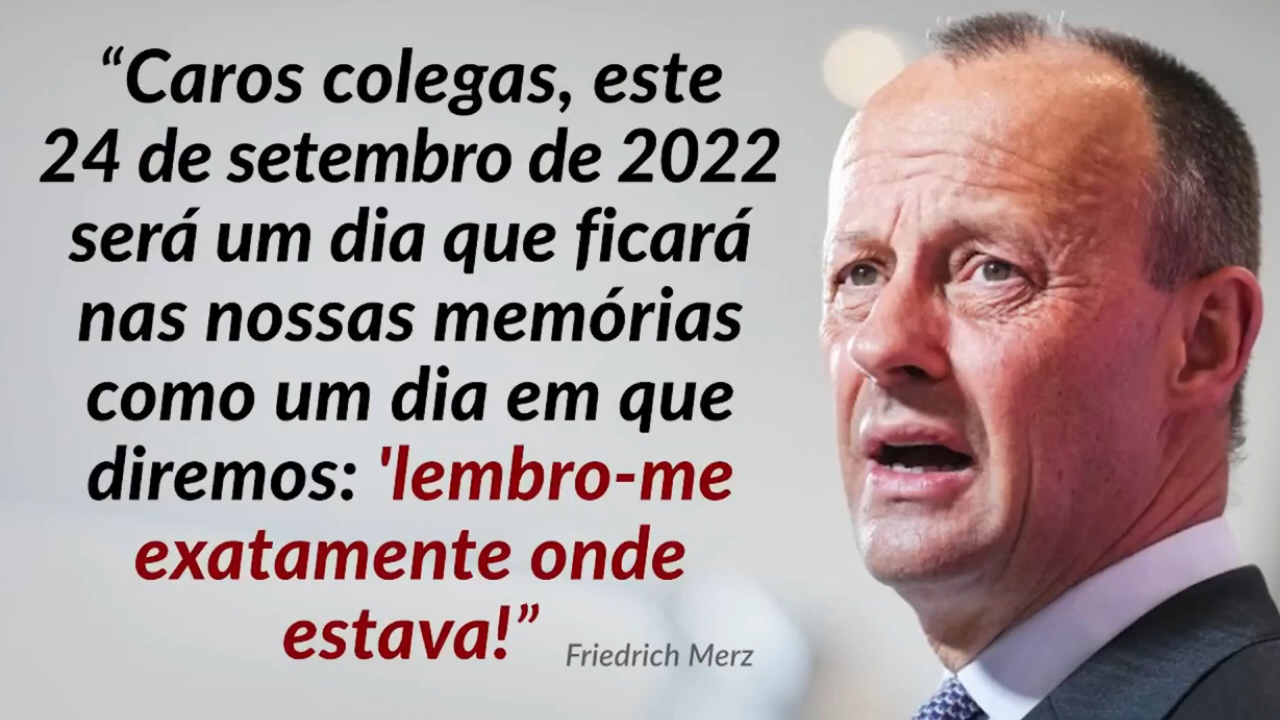 “Caros colegas, este
24 de setembro de 2022
será um dia que ficará
nas nossas memórias
como um dia em que
diremos: 'lembro-me
exatamente onde
estava!”
Friedrich Merz